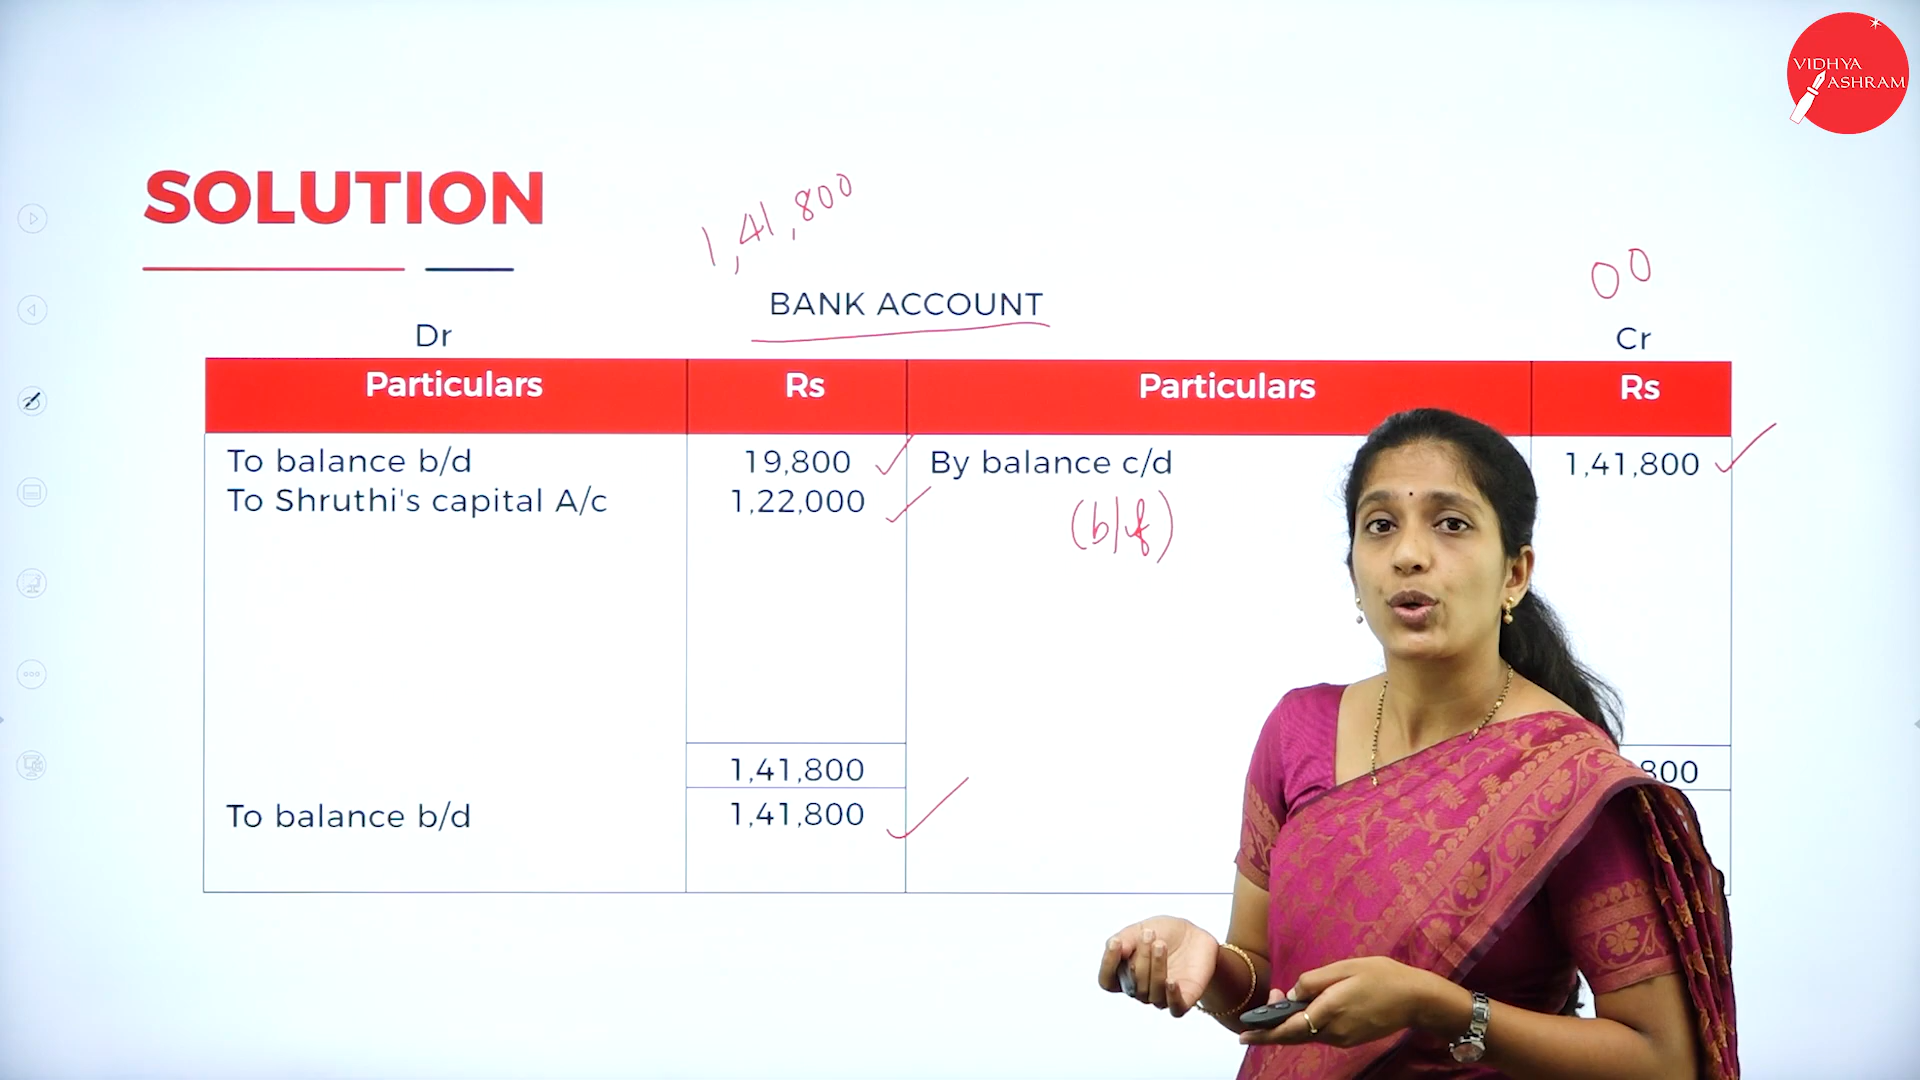 VIDHYA
ASHRAM
SOLUTION
1,41,800
00
BANK ACCOUNT
Dr
Cr
Particulars Rs Particulars Rs
To balance b/d 19,800 By balance c/d 1,41,800
To Shruthi's capital A/c 1,22,000
(b/f)
1,41,800 800
To balance b/d 1,41,800